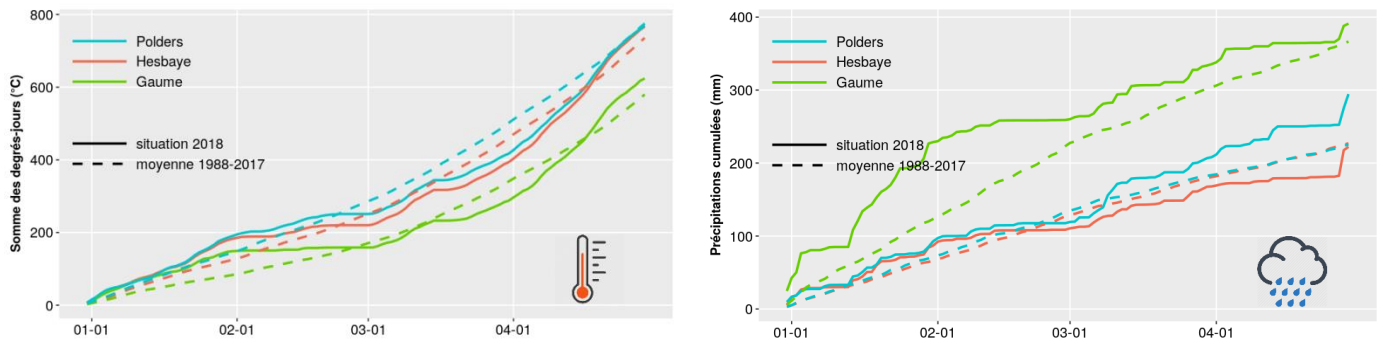 Somme des degrés-jours (°C)
800
600
400
200
0
Polders
Hesbaye
Gaume
situation 2018
moyenne 1988-2017
01-01
02-01
03-01
04-01
Précipitations cumulées (mm)
400
300
200
100
0
Polders
Hesbaye
Gaume
situation 2018
moyenne 1988-2017
01-01
02-01
03-01
04-01